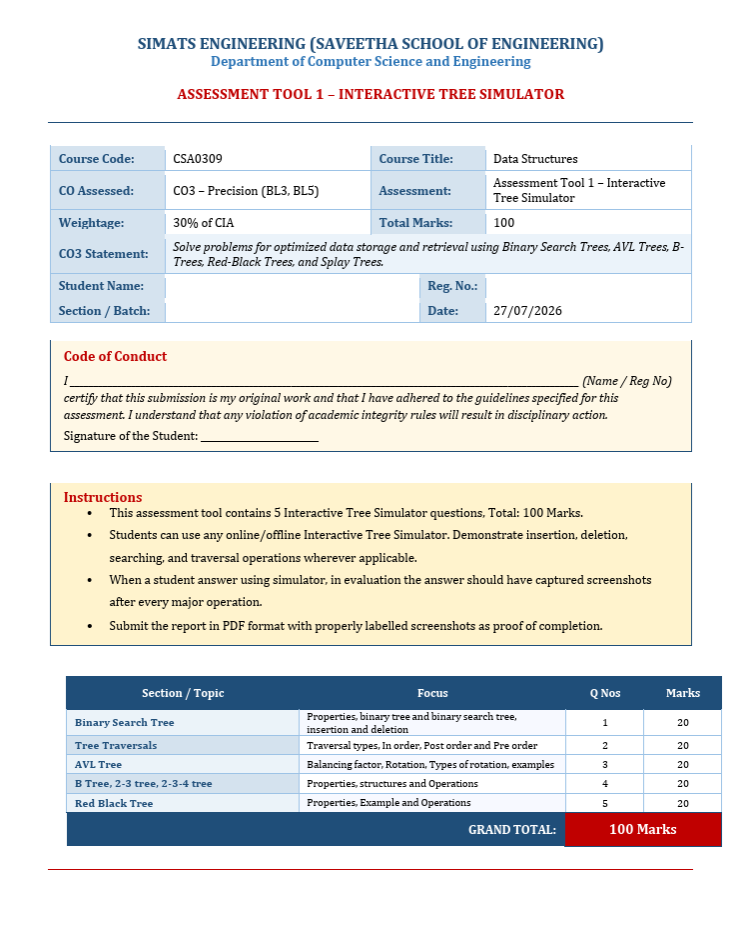 SIMATS ENGINEERING (SAVEETHA SCHOOL OF ENGINEERING)
Department of Computer Science and Engineering
ASSESSMENT TOOL 1 – INTERACTIVE TREE SIMULATOR
Course Code: CSA0309 Course Title: Data Structures
CO Assessed: CO3 – Precision (BL3, BL5) Assessment: Assessment Tool 1 – Interactive
Tree Simulator
Weightage: 30% of CIA Total Marks: 100
CO3 Statement: Solve problems for optimized data storage and retrieval using Binary Search Trees, AVL Trees, B-
Trees, Red-Black Trees, and Splay Trees.
Student Name: Reg. No.:
Section / Batch: Date: 27/07/2026
Code of Conduct
I ______ (Name / Reg No)
certify that this submission is my original work and that I have adhered to the guidelines specified for this
assessment. I understand that any violation of academic integrity rules will result in disciplinary action.
Signature of the Student: ______
Instructions
• This assessment tool contains 5 Interactive Tree Simulator questions, Total: 100 Marks.
• Students can use any online/offline Interactive Tree Simulator. Demonstrate insertion, deletion,
searching, and traversal operations wherever applicable.
• When a student answer using simulator, in evaluation the answer should have captured screenshots
after every major operation.
• Submit the report in PDF format with properly labelled screenshots as proof of completion.
Section / Topic Focus Q Nos Marks
Binary Search Tree Properties, binary tree and binary search tree, 1 20
insertion and deletion
Tree Traversals Traversal types, In order, Post order and Pre order 2 20
AVL Tree Balancing factor, Rotation, Types of rotation, examples 3 20
B Tree, 2-3 tree, 2-3-4 tree Properties, structures and Operations 4 20
Red Black Tree Properties, Example and Operations 5 20
GRAND TOTAL: 100 Marks